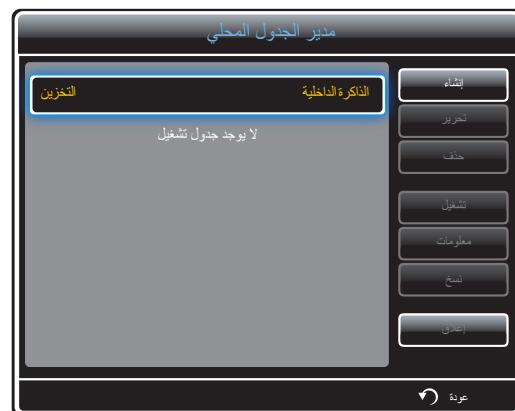 مدير الجدول المحلي
التخزين
الذاكرة الداخلية
لا يوجد جدول تشغيل
إنشاء
تحرير
حذف
تشغيل
معلومات
نسخ
إغلاق
عودة